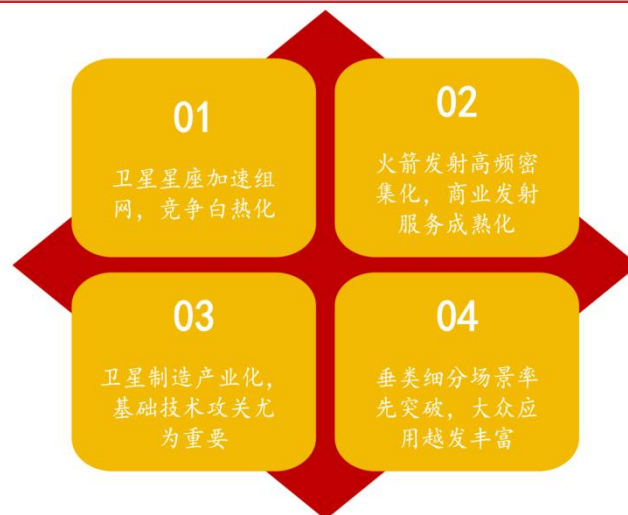 01
卫星星座加速组
网，竞争白热化
02
火箭发射高频密
集化，商业发射
服务成熟化
03
卫星制造产业化，
基础技术攻关尤
为重要
04
垂类细分场景率
先突破，大众应
用越发丰富